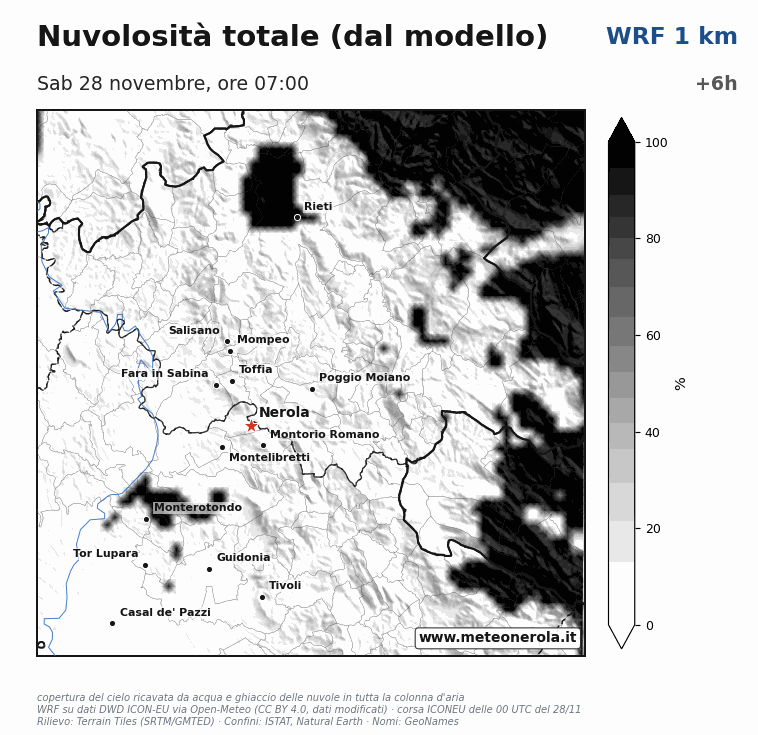 Nuvolosità totale (dal modello)
WRF 1 km
Sab 28 novembre, ore 07:00
+6h
Rieti
Salisano
Mompeo
Fara in Sabina
Toffia
Poggio Moiano
Nerola
Montorio Romano
Montelibretti
Monterotondo
Tor Lupara
Guidonia
Tivoli
Casal de' Pazzi
www.meteonerola.it
100
80
60
40
20
0
%
copertura del cielo ricavata da acqua e ghiaccio delle nuvole in tutta la colonna d'aria
WRF su dati DWD ICON-EU via Open-Meteo (CC BY 4.0, dati modificati) · corsa ICONEU delle 00 UTC del 28/11
Rilievo: Terrain Tiles (SRTM/GMTED) · Confini: ISTAT, Natural Earth · Nomi: GeoNames